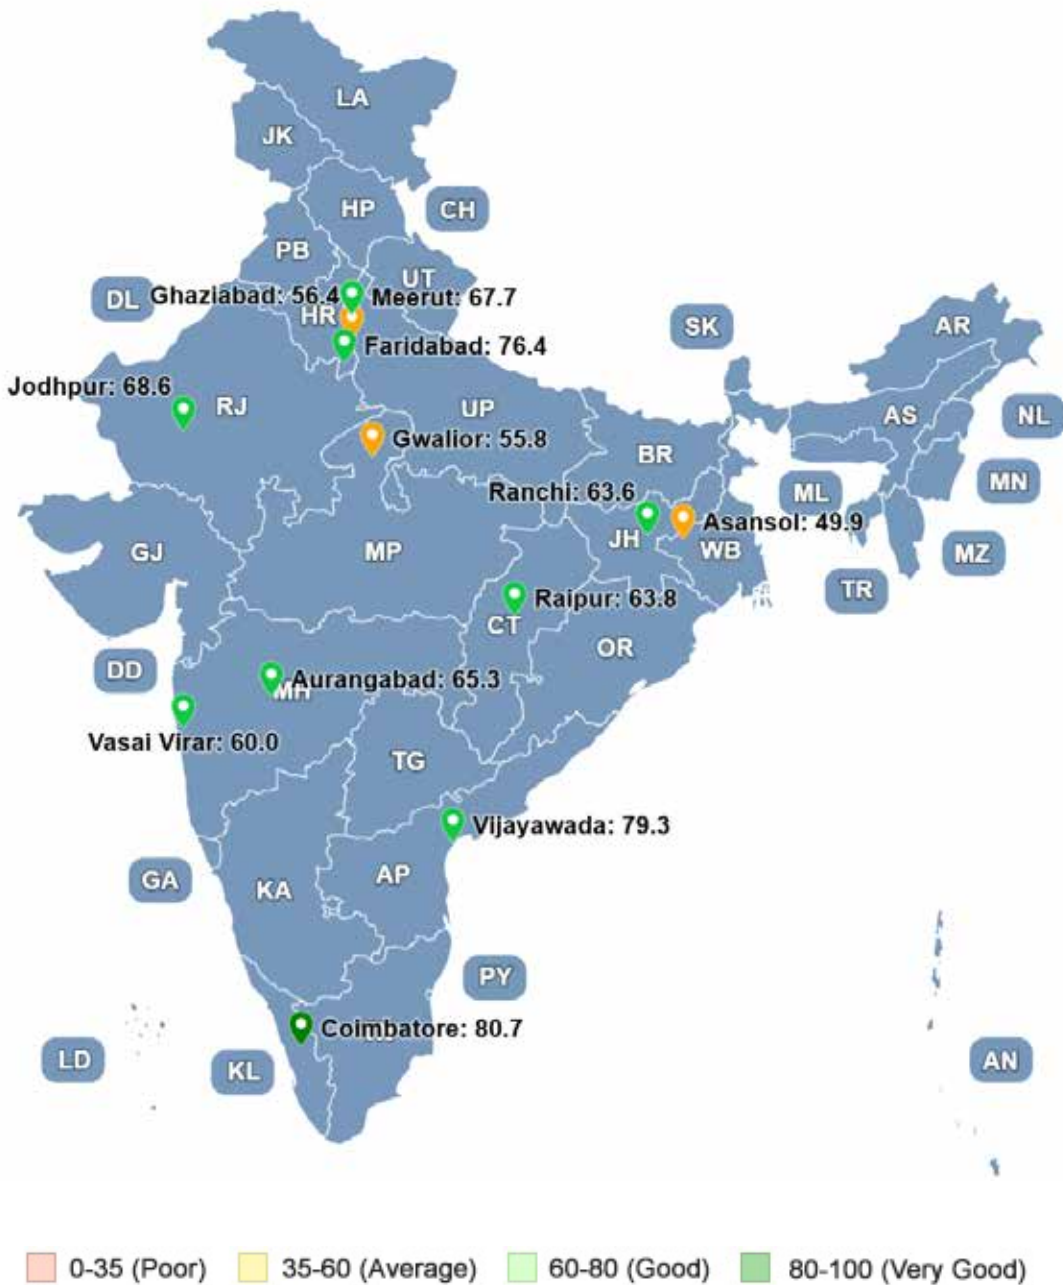 LA
JK
HP
CH
PB
UT
DL
Ghaziabad: 56.4
Meerut: 67.7
HR
Faridabad: 76.4
SK
AR
Jodhpur: 68.6
RJ
UP
AS
NL
Gwalior: 55.8
BR
Ranchi: 63.6
ML
MN
Asansol: 49.9
GJ
MP
JH
WB
MZ
TR
Raipur: 63.8
CT
OR
DD
Aurangabad: 65.3
MH
Vasai Virar: 60.0
TG
Vijayawada: 79.3
GA
KA
AP
PY
Coimbatore: 80.7
LD
KL
AN
0-35 (Poor)
35-60 (Average)
60-80 (Good)
80-100 (Very Good)